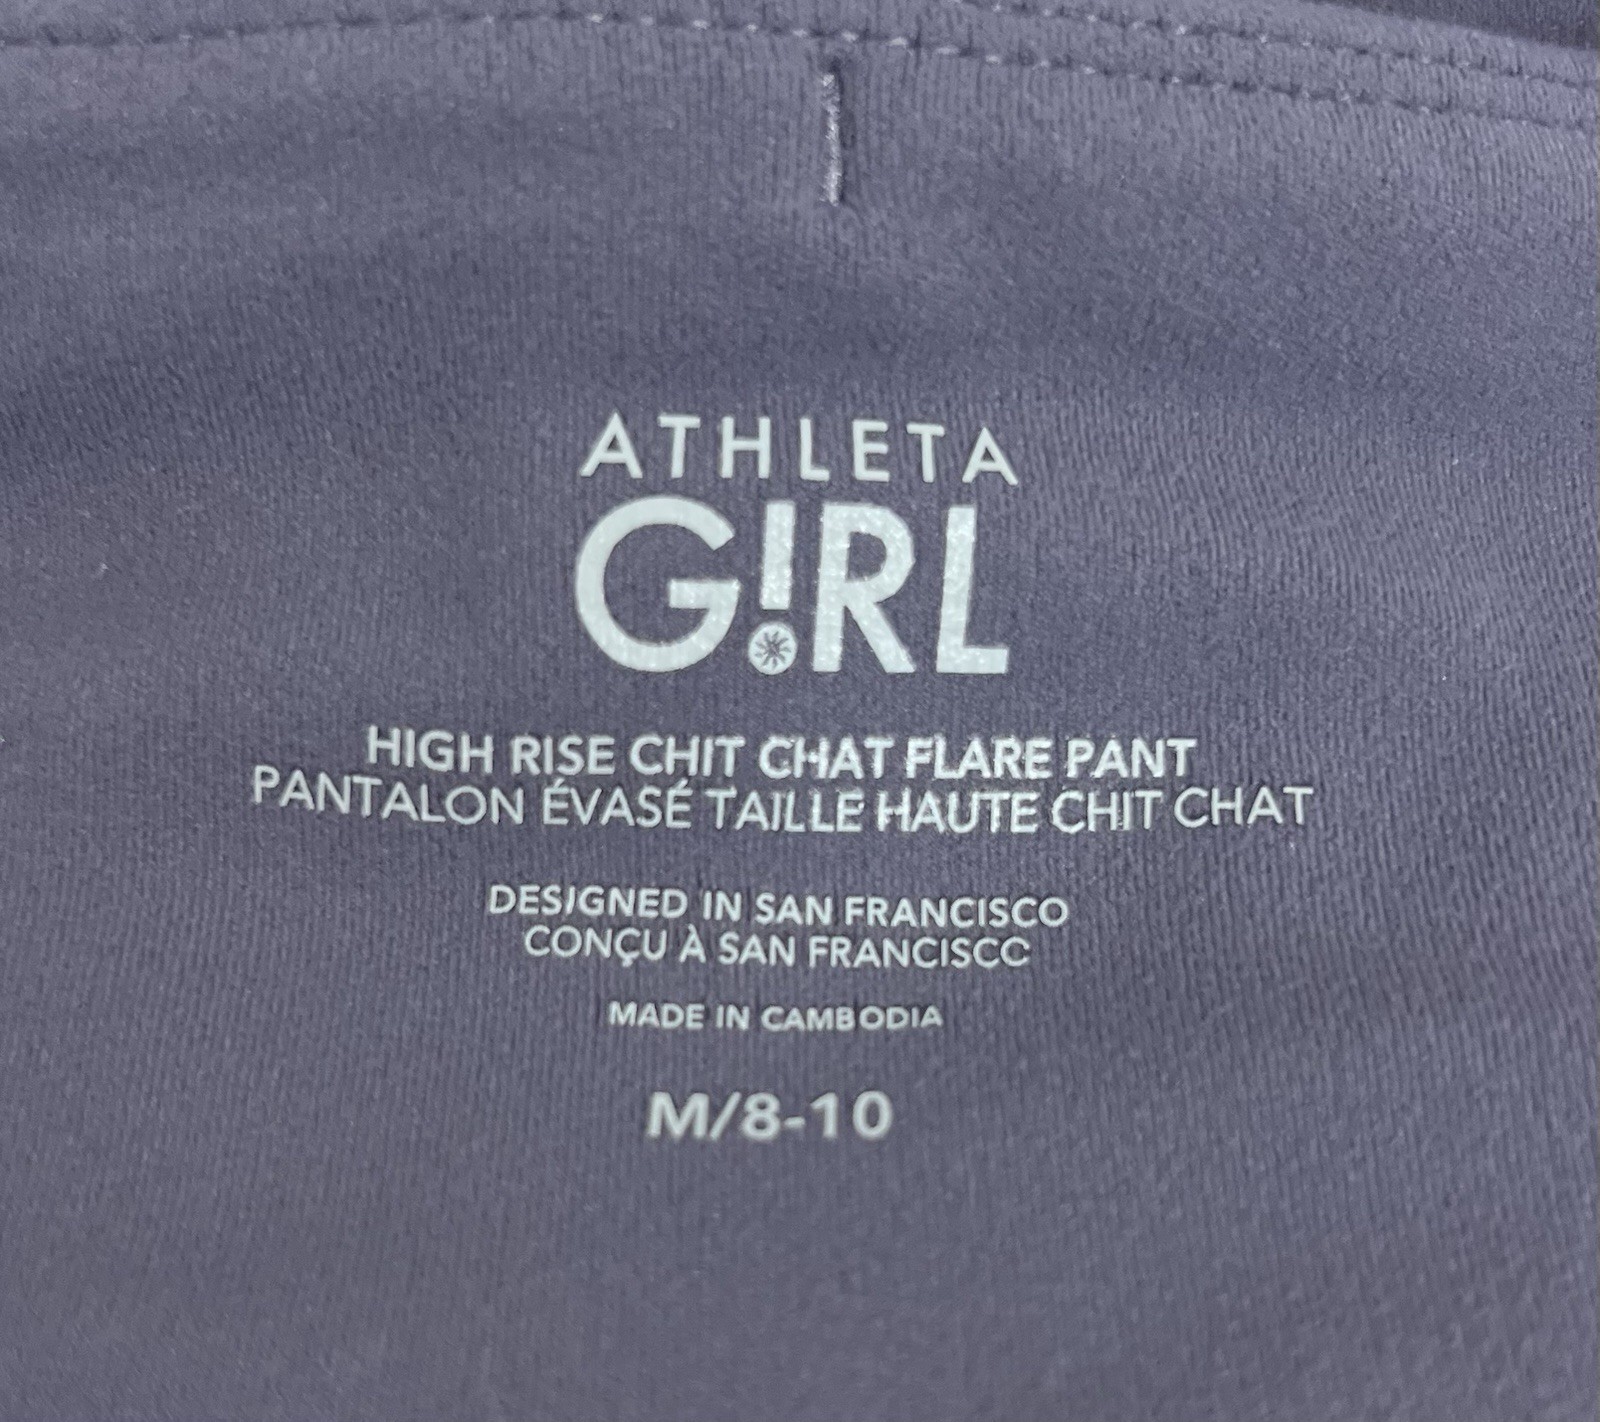 ATHLETA
G!RL
HIGH RISE CHIT CHAT FLARE PANT
PANTALON ÉVASÉ TAILLE HAUTE CHIT CHAT
DESIGNED IN SAN FRANCISCO
CONÇU À SAN FRANCISCO
MADE IN CAMBODIA
M/8-10